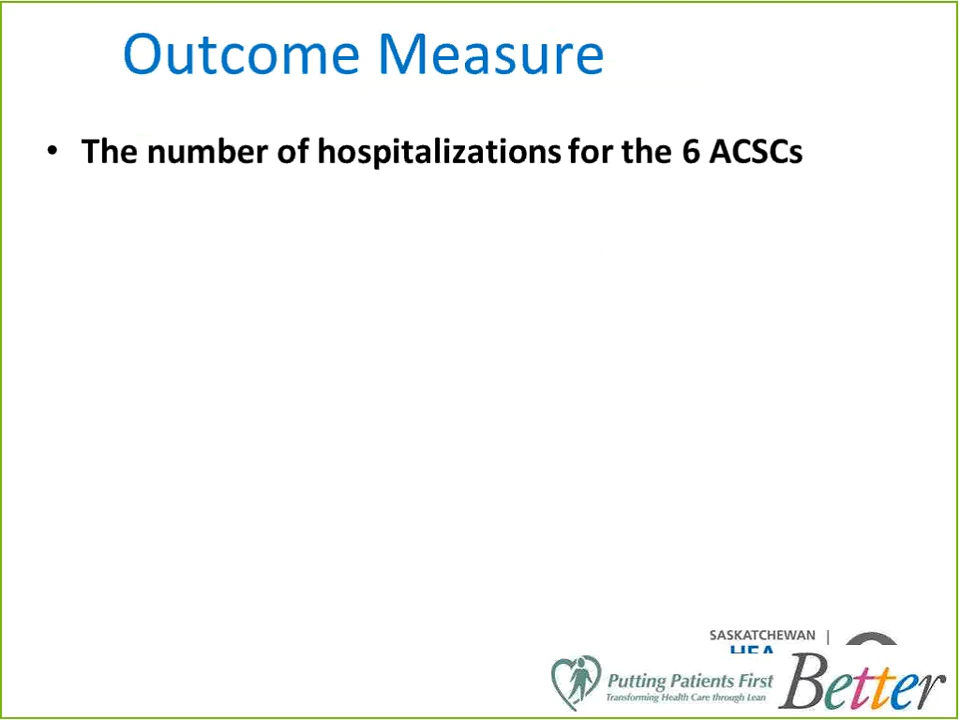 Outcome Measure
• The number of hospitalizations for the 6 ACSCs
SASKATCHEWAN |
Putting Patients First
Transforming Health Care through Lean
Better